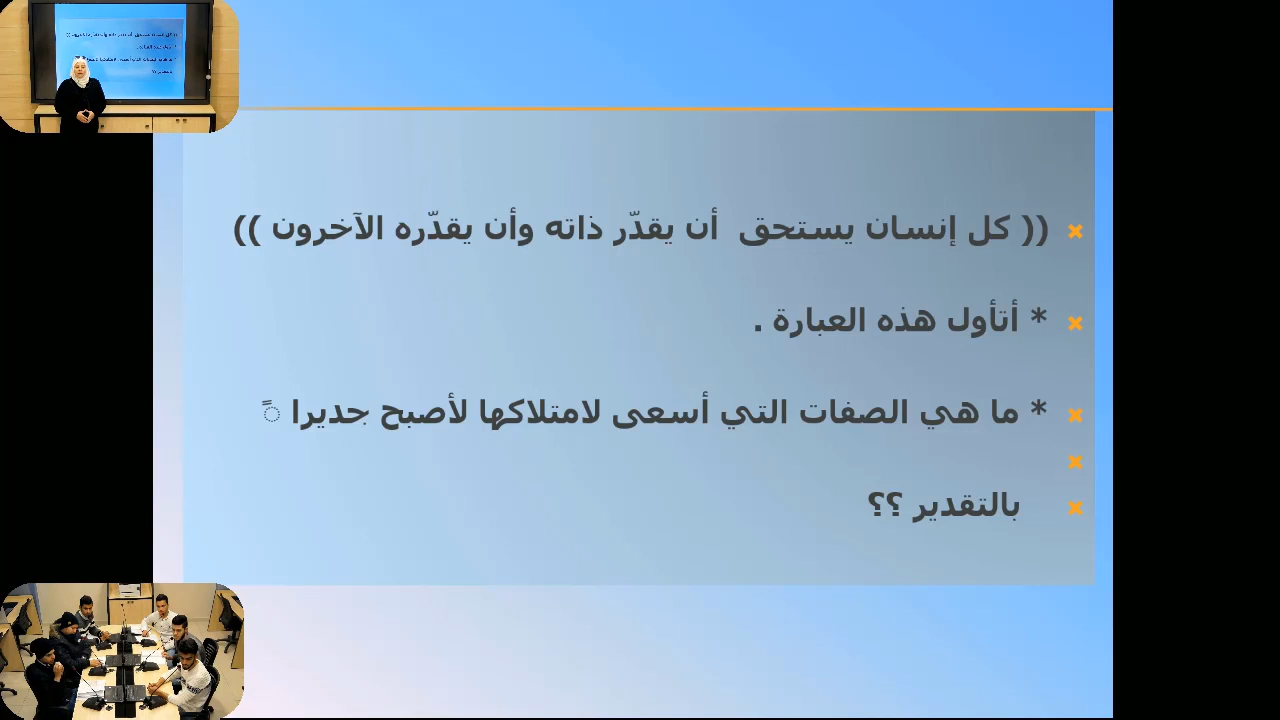 (( كل إنسان يستحق أن يقدّر ذاته وأن يقدّره الآخرون ))
* أتأول هذه العبارة .
* ما هي الصفات التي أسعى لامتلاكها لأصبح جديرا ً
بالتقدير ؟؟